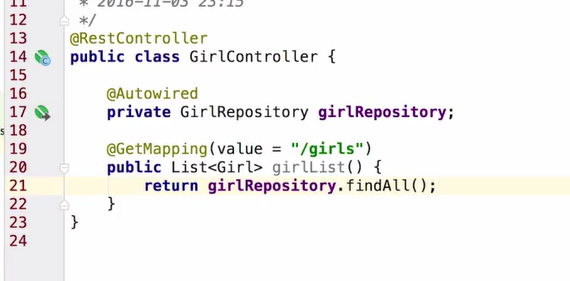 11 * 2016-11-03 23:15
12 */
13 @RestController
14 public class GirlController {
15
16 @Autowired
17 private GirlRepository girlRepository;
s 18
19 @GetMapping(value = "/girls")
20 public List<Girl> girlList() {
21 return girlRepository.findAll();
22 }
23 }
24